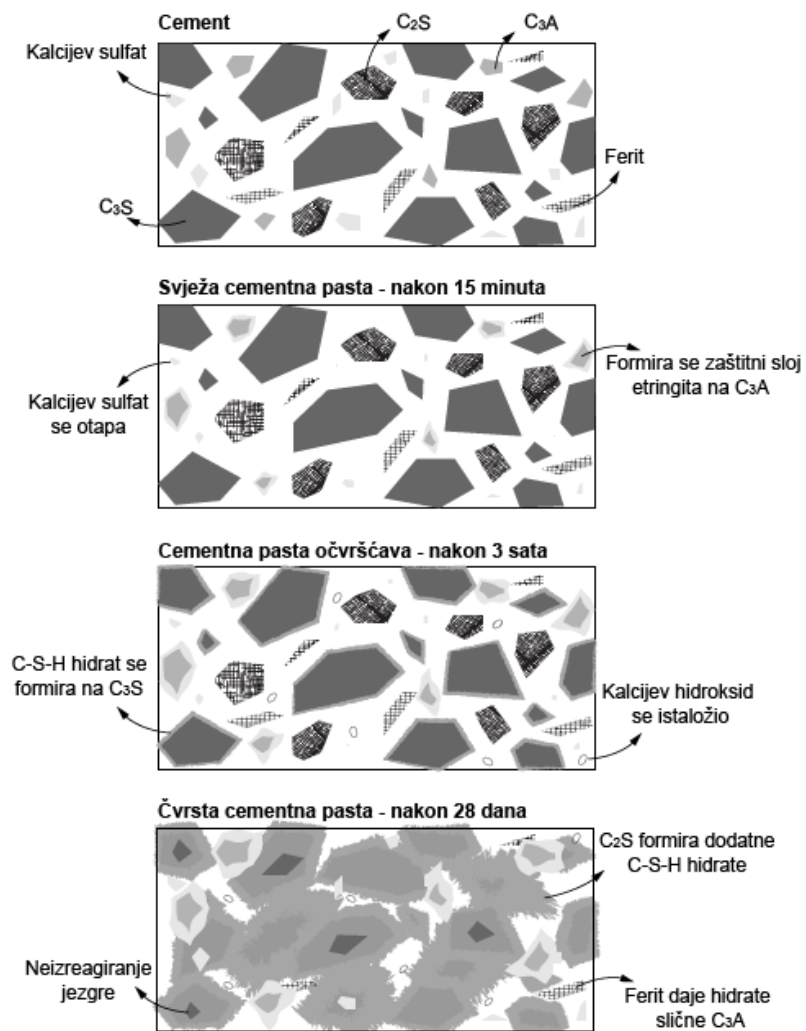 Cement
C₂S
C₃A
Kalcijev sulfat
Ferit
C₃S
Svježa cementna pasta - nakon 15 minuta
Formira se zaštitni sloj
etringita na C₃A
Kalcijev sulfat
se otapa
Cementna pasta očvršćava - nakon 3 sata
C-S-H hidrat se
formira na C₃S
Kalcijev hidroksid
se istaložio
Čvrsta cementna pasta - nakon 28 dana
C₂S formira dodatne
C-S-H hidrate
Neizreagiranje
jezgre
Ferit daje hidrate
slične C₃A